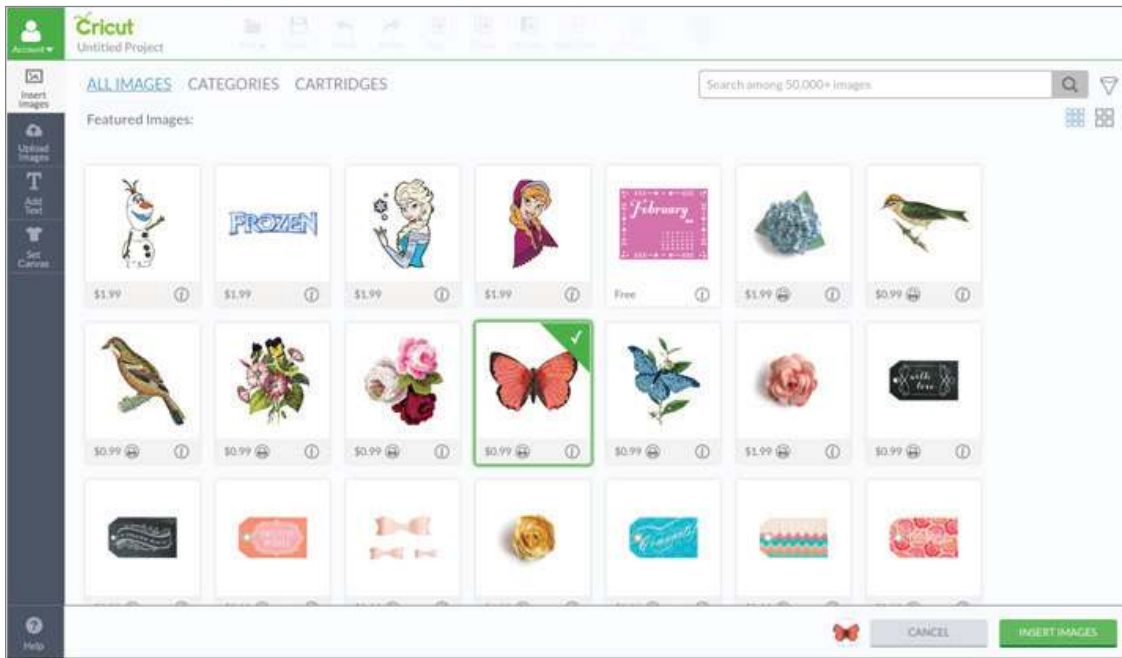 Cricut
Untitled Project
Account
Insert
Images
Upload
Images
Add
Text
Set
Canvas
Help
ALL IMAGES CATEGORIES CARTRIDGES
Search among 50,000+ images
Featured Images:
FROZEN
February
$1.99 $1.99 $1.99 $1.99 Free $1.99 $0.99
with
love
$0.99 $0.99 $0.99 $0.99 $0.99 $1.99 $0.99
CANCEL INSERT IMAGES